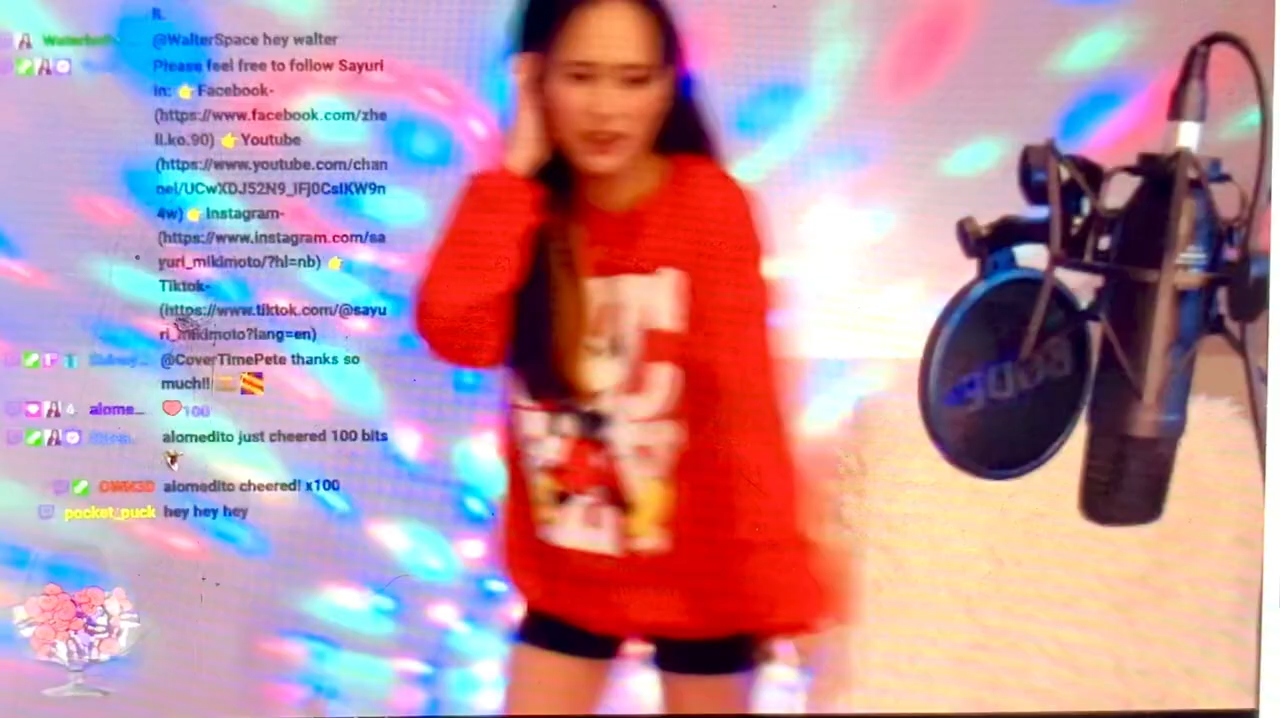 @WalterSpace hey walter
Please feel free to follow Sayuri
in: 👉Facebook-
(https://www.facebook.com/zhe
ll.ko.90) 👉Youtube
(https://www.youtube.com/chan
4w) 👉Instagram-
(https://www.instagram.com/sa
yuri_mikimoto/?hl=nb) 👉
Tiktok-
(https://www.tiktok.com/@sayu
ri_mikimoto?lang=en)
@CoverTimePete thanks so
much!!
alome... 100
alomedito just cheered 100 bits
alomedito cheered! x100
pocket_puck hey hey hey